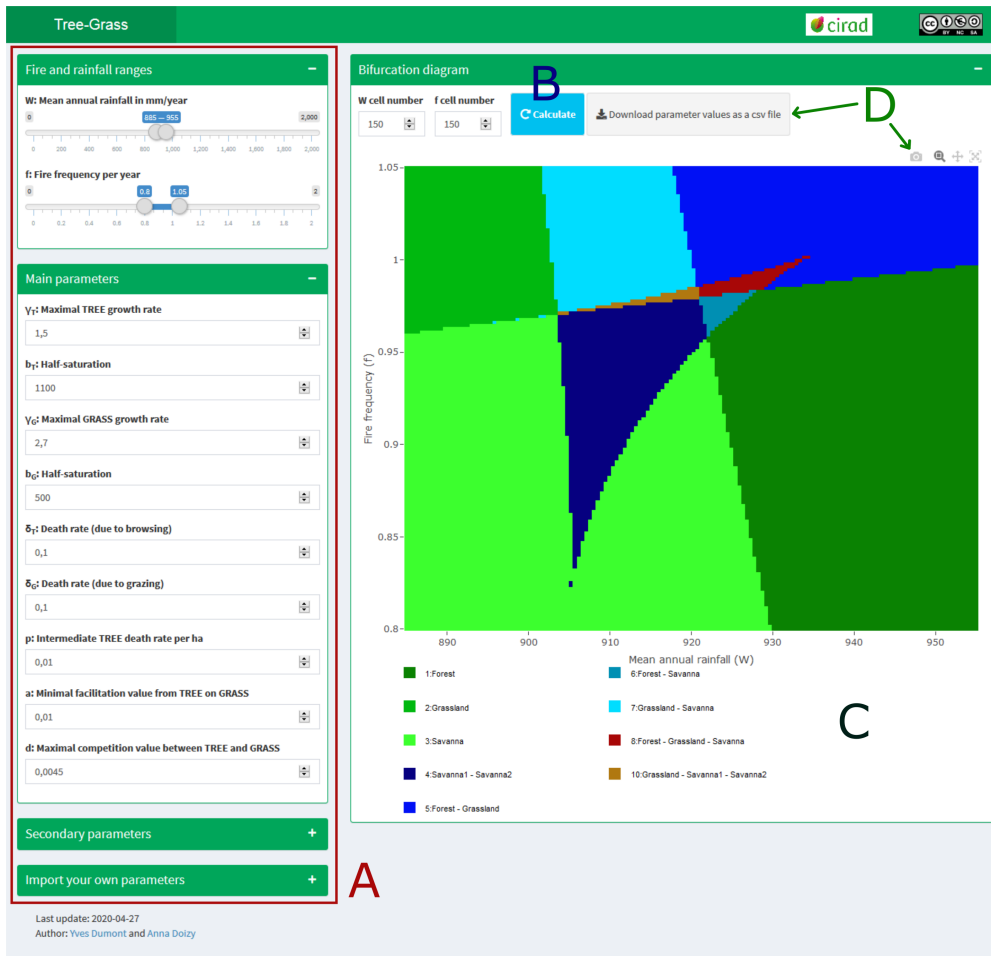 Tree-Grass
cirad
CC BY NC SA
Fire and rainfall ranges −
W: Mean annual rainfall in mm/year
0 885 — 955 2,000
0 200 400 600 800 1,000 1,200 1,400 1,600 1,800 2,000
f: Fire frequency per year
0 0.8 1.05 2
0 0.2 0.4 0.6 0.8 1 1.2 1.4 1.6 1.8 2
Main parameters −
γT: Maximal TREE growth rate
1,5
bT: Half-saturation
1100
γG: Maximal GRASS growth rate
2,7
bG: Half-saturation
500
δT: Death rate (due to browsing)
0,1
δG: Death rate (due to grazing)
0,1
p: Intermediate TREE death rate per ha
0,01
a: Minimal facilitation value from TREE on GRASS
0,01
d: Maximal competition value between TREE and GRASS
0,0045
Secondary parameters +
Import your own parameters +
A
Last update: 2020-04-27
Author: Yves Dumont and Anna Doizy
Bifurcation diagram −
B
W cell number f cell number
150 150
Calculate
Download parameter values as a csv file
D
1.05
1
0.95
0.9
0.85
0.8
Fire frequency (f)
890 900 910 920 930 940 950
Mean annual rainfall (W)
1:Forest
2:Grassland
3:Savanna
4:Savanna1 - Savanna2
5:Forest - Grassland
6:Forest - Savanna
7:Grassland - Savanna
8:Forest - Grassland - Savanna
10:Grassland - Savanna1 - Savanna2
C